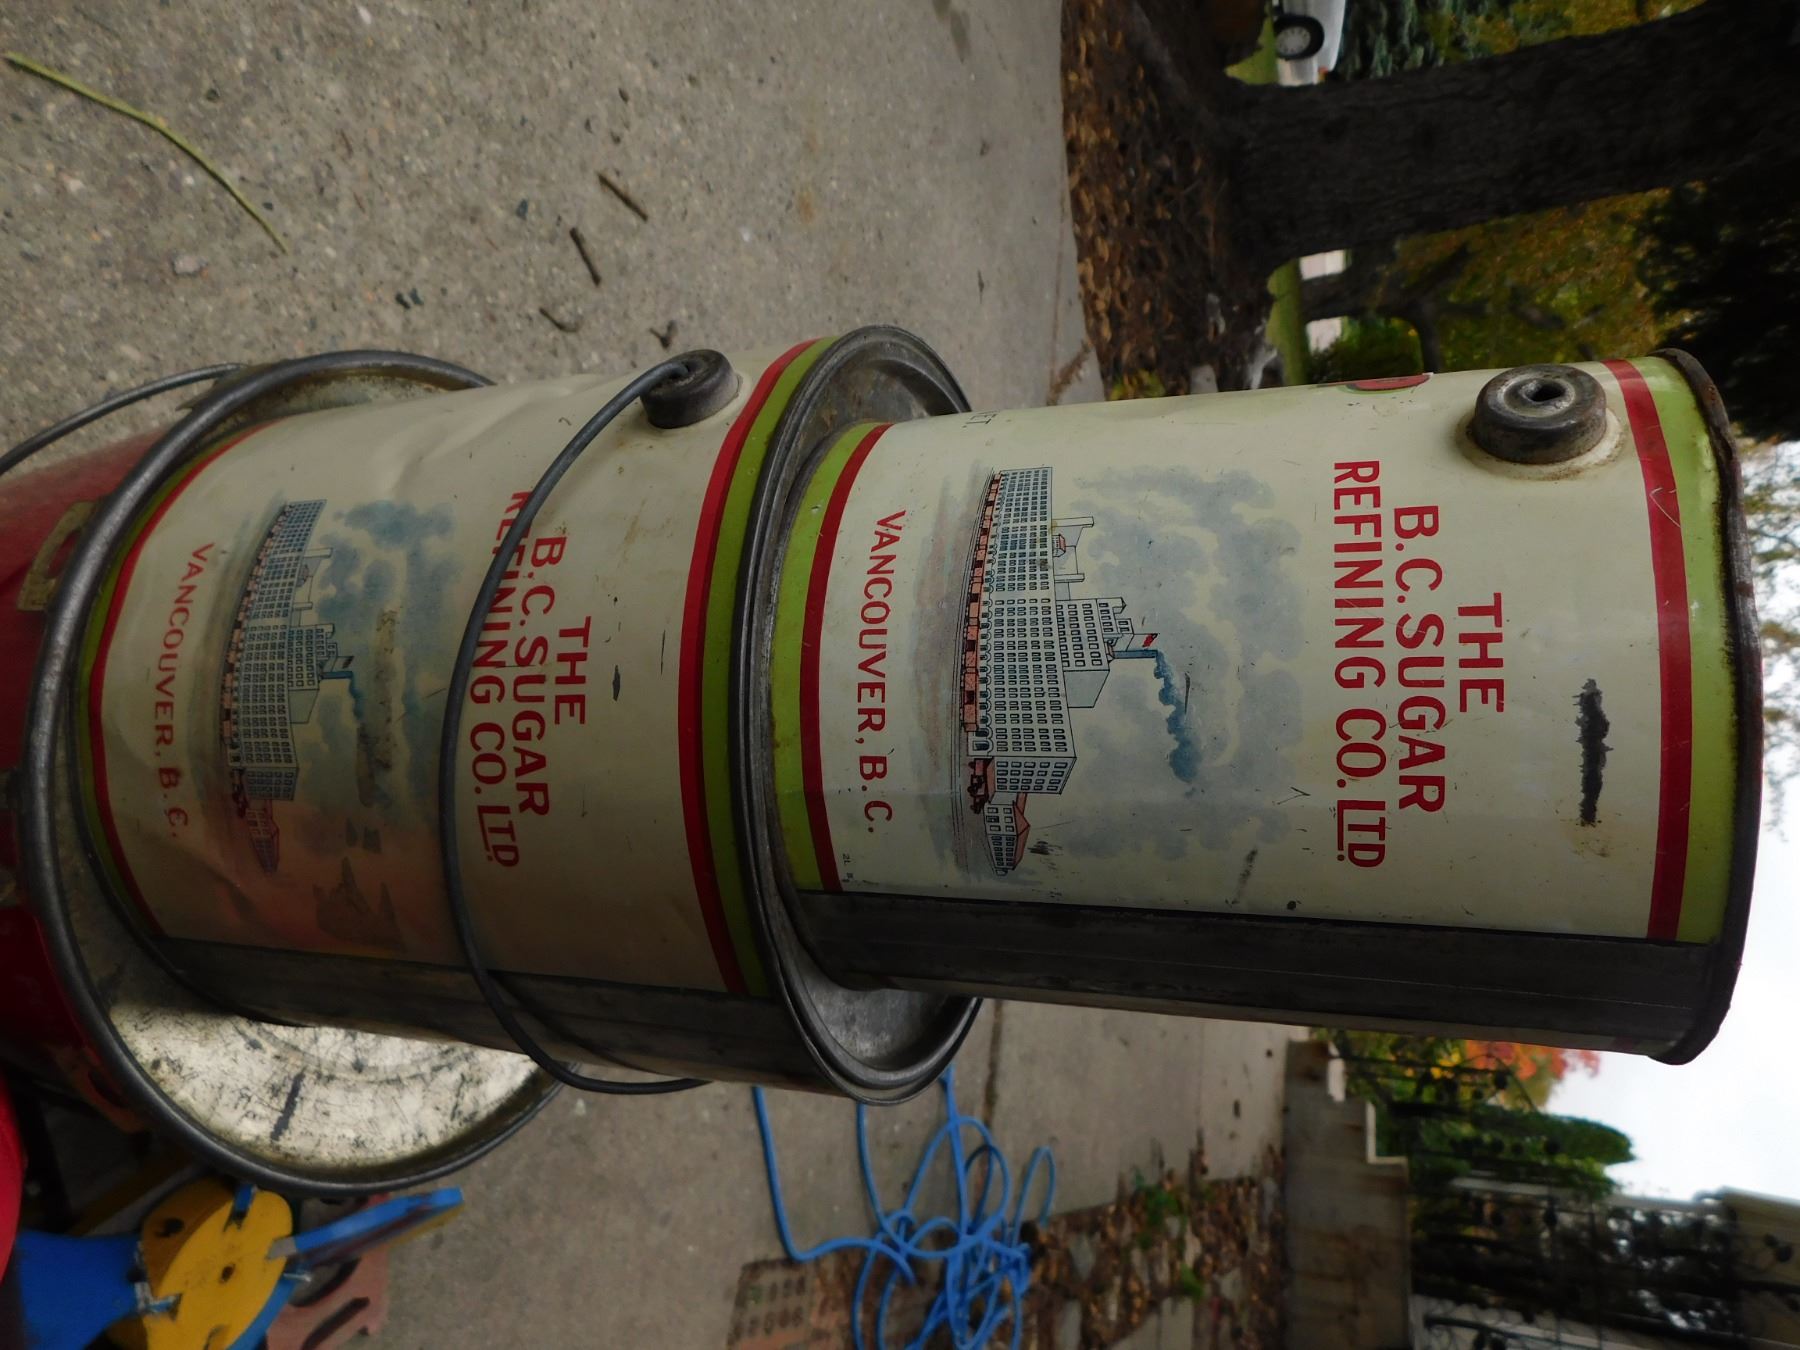 THE
B.C. SUGAR
REFINING CO. LTD.
VANCOUVER, B.C.
THE
B.C. SUGAR
REFINING CO. LTD.
VANCOUVER, B.C.